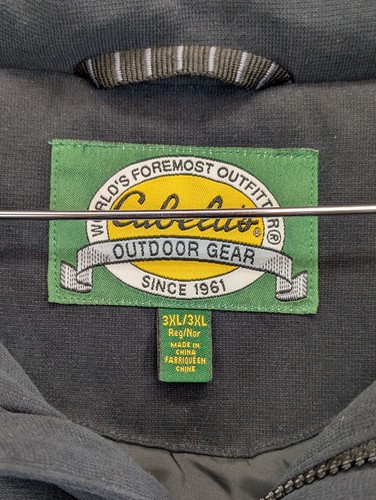 WORLD'S FOREMOST OUTFITTER®
Cabela's®
OUTDOOR GEAR
SINCE 1961
3XL/3XL
Reg/Nor
MADE IN
CHINA
FABRIQUÉ EN
CHINE